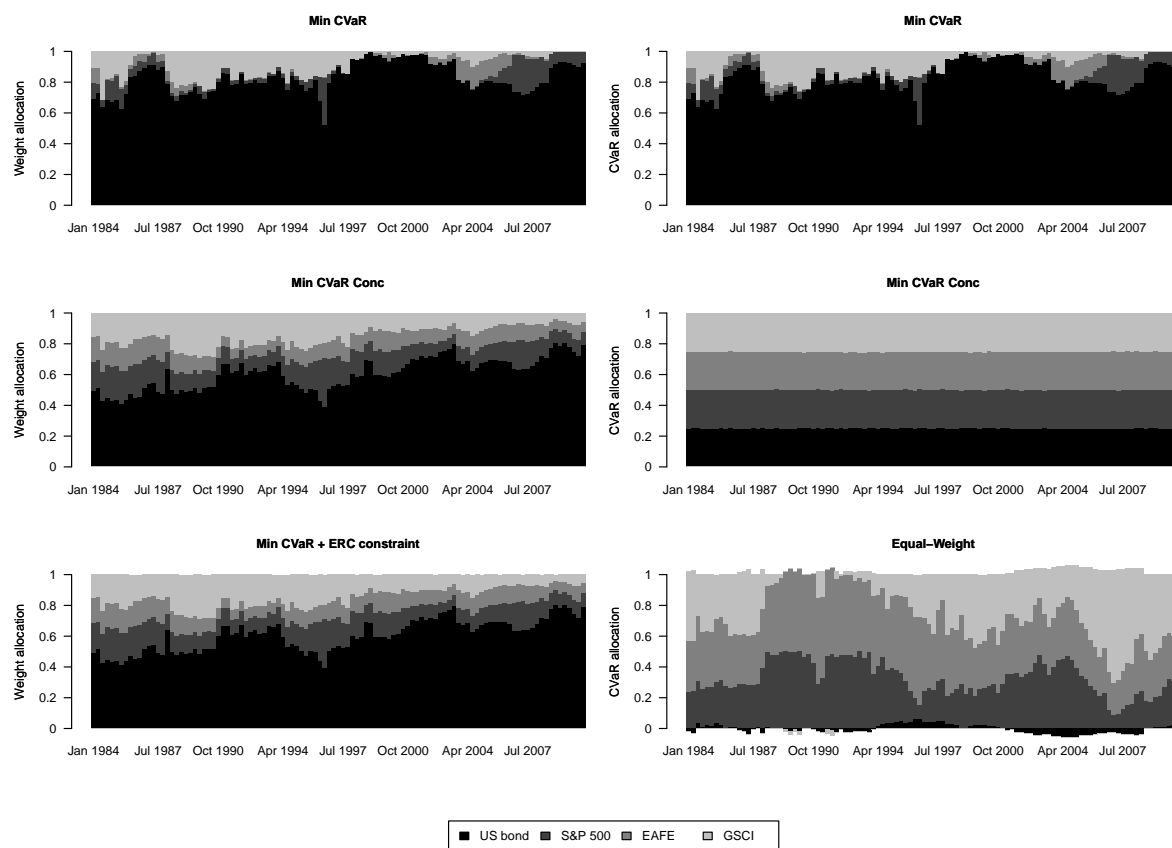 Min CVaR
Weight allocation
1
0.8
0.6
0.4
0.2
0
Jan 1984 Jul 1987 Oct 1990 Apr 1994 Jul 1997 Oct 2000 Apr 2004 Jul 2007
Min CVaR
CVaR allocation
1
0.8
0.6
0.4
0.2
0
Jan 1984 Jul 1987 Oct 1990 Apr 1994 Jul 1997 Oct 2000 Apr 2004 Jul 2007
Min CVaR Conc
Weight allocation
1
0.8
0.6
0.4
0.2
0
Jan 1984 Jul 1987 Oct 1990 Apr 1994 Jul 1997 Oct 2000 Apr 2004 Jul 2007
Min CVaR Conc
CVaR allocation
1
0.8
0.6
0.4
0.2
0
Jan 1984 Jul 1987 Oct 1990 Apr 1994 Jul 1997 Oct 2000 Apr 2004 Jul 2007
Min CVaR + ERC constraint
Weight allocation
1
0.8
0.6
0.4
0.2
0
Jan 1984 Jul 1987 Oct 1990 Apr 1994 Jul 1997 Oct 2000 Apr 2004 Jul 2007
Equal−Weight
CVaR allocation
1
0.8
0.6
0.4
0.2
0
Jan 1984 Jul 1987 Oct 1990 Apr 1994 Jul 1997 Oct 2000 Apr 2004 Jul 2007
US bond S&P 500 EAFE GSCI